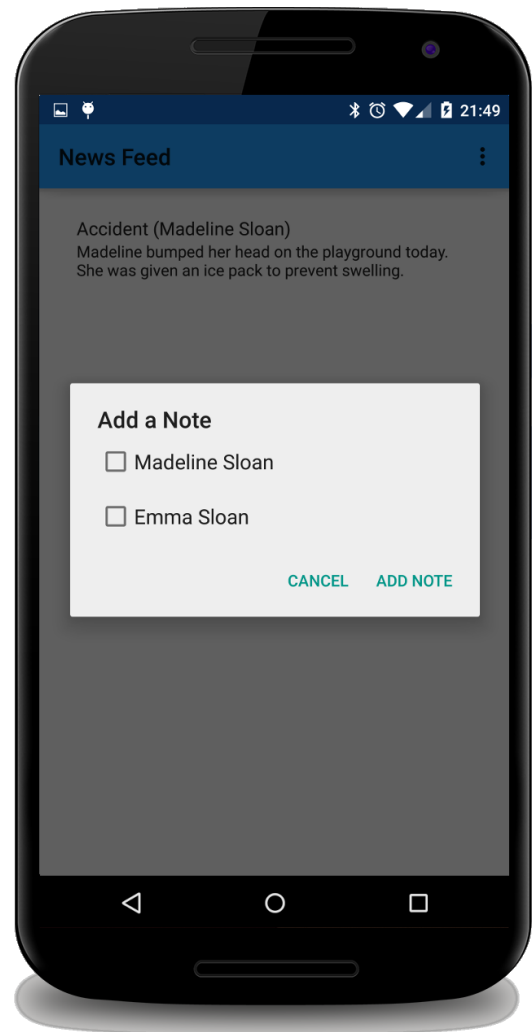 21:49
News Feed
Accident (Madeline Sloan)
Madeline bumped her head on the playground today.
She was given an ice pack to prevent swelling.
Add a Note
Madeline Sloan
Emma Sloan
CANCEL ADD NOTE